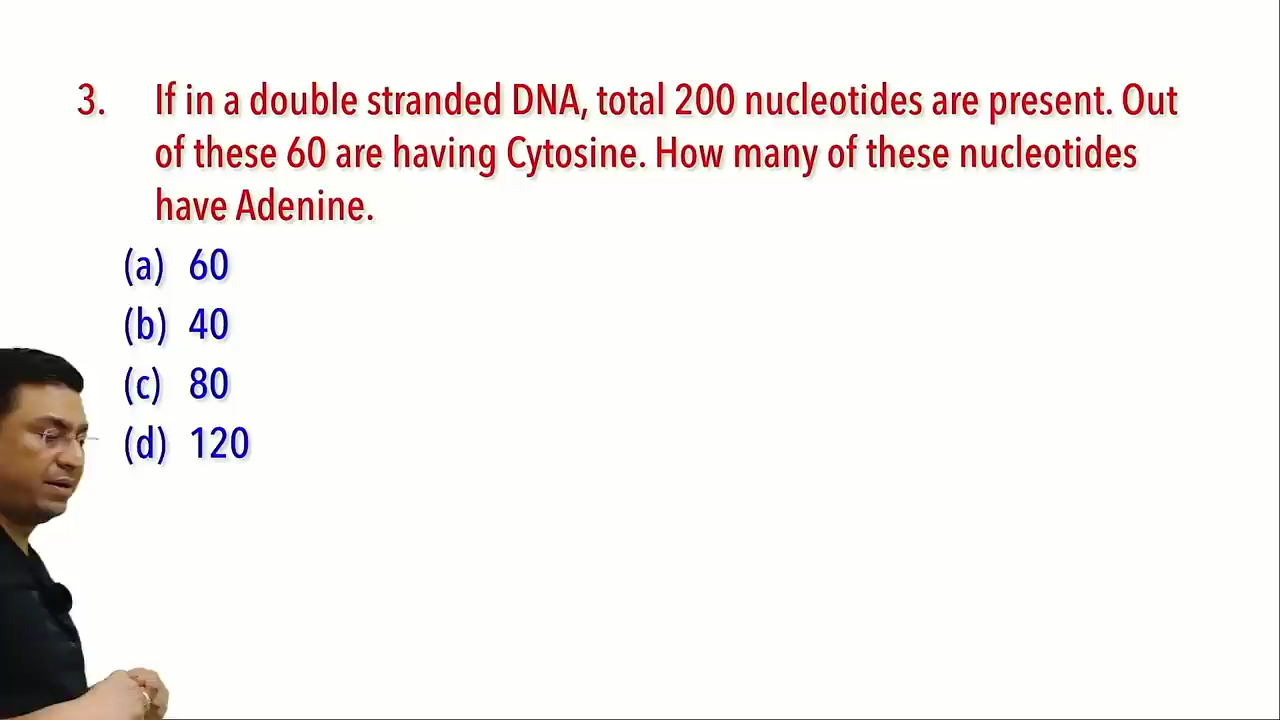 3. If in a double stranded DNA, total 200 nucleotides are present. Out
of these 60 are having Cytosine. How many of these nucleotides
have Adenine.
(a) 60
(b) 40
(c) 80
(d) 120